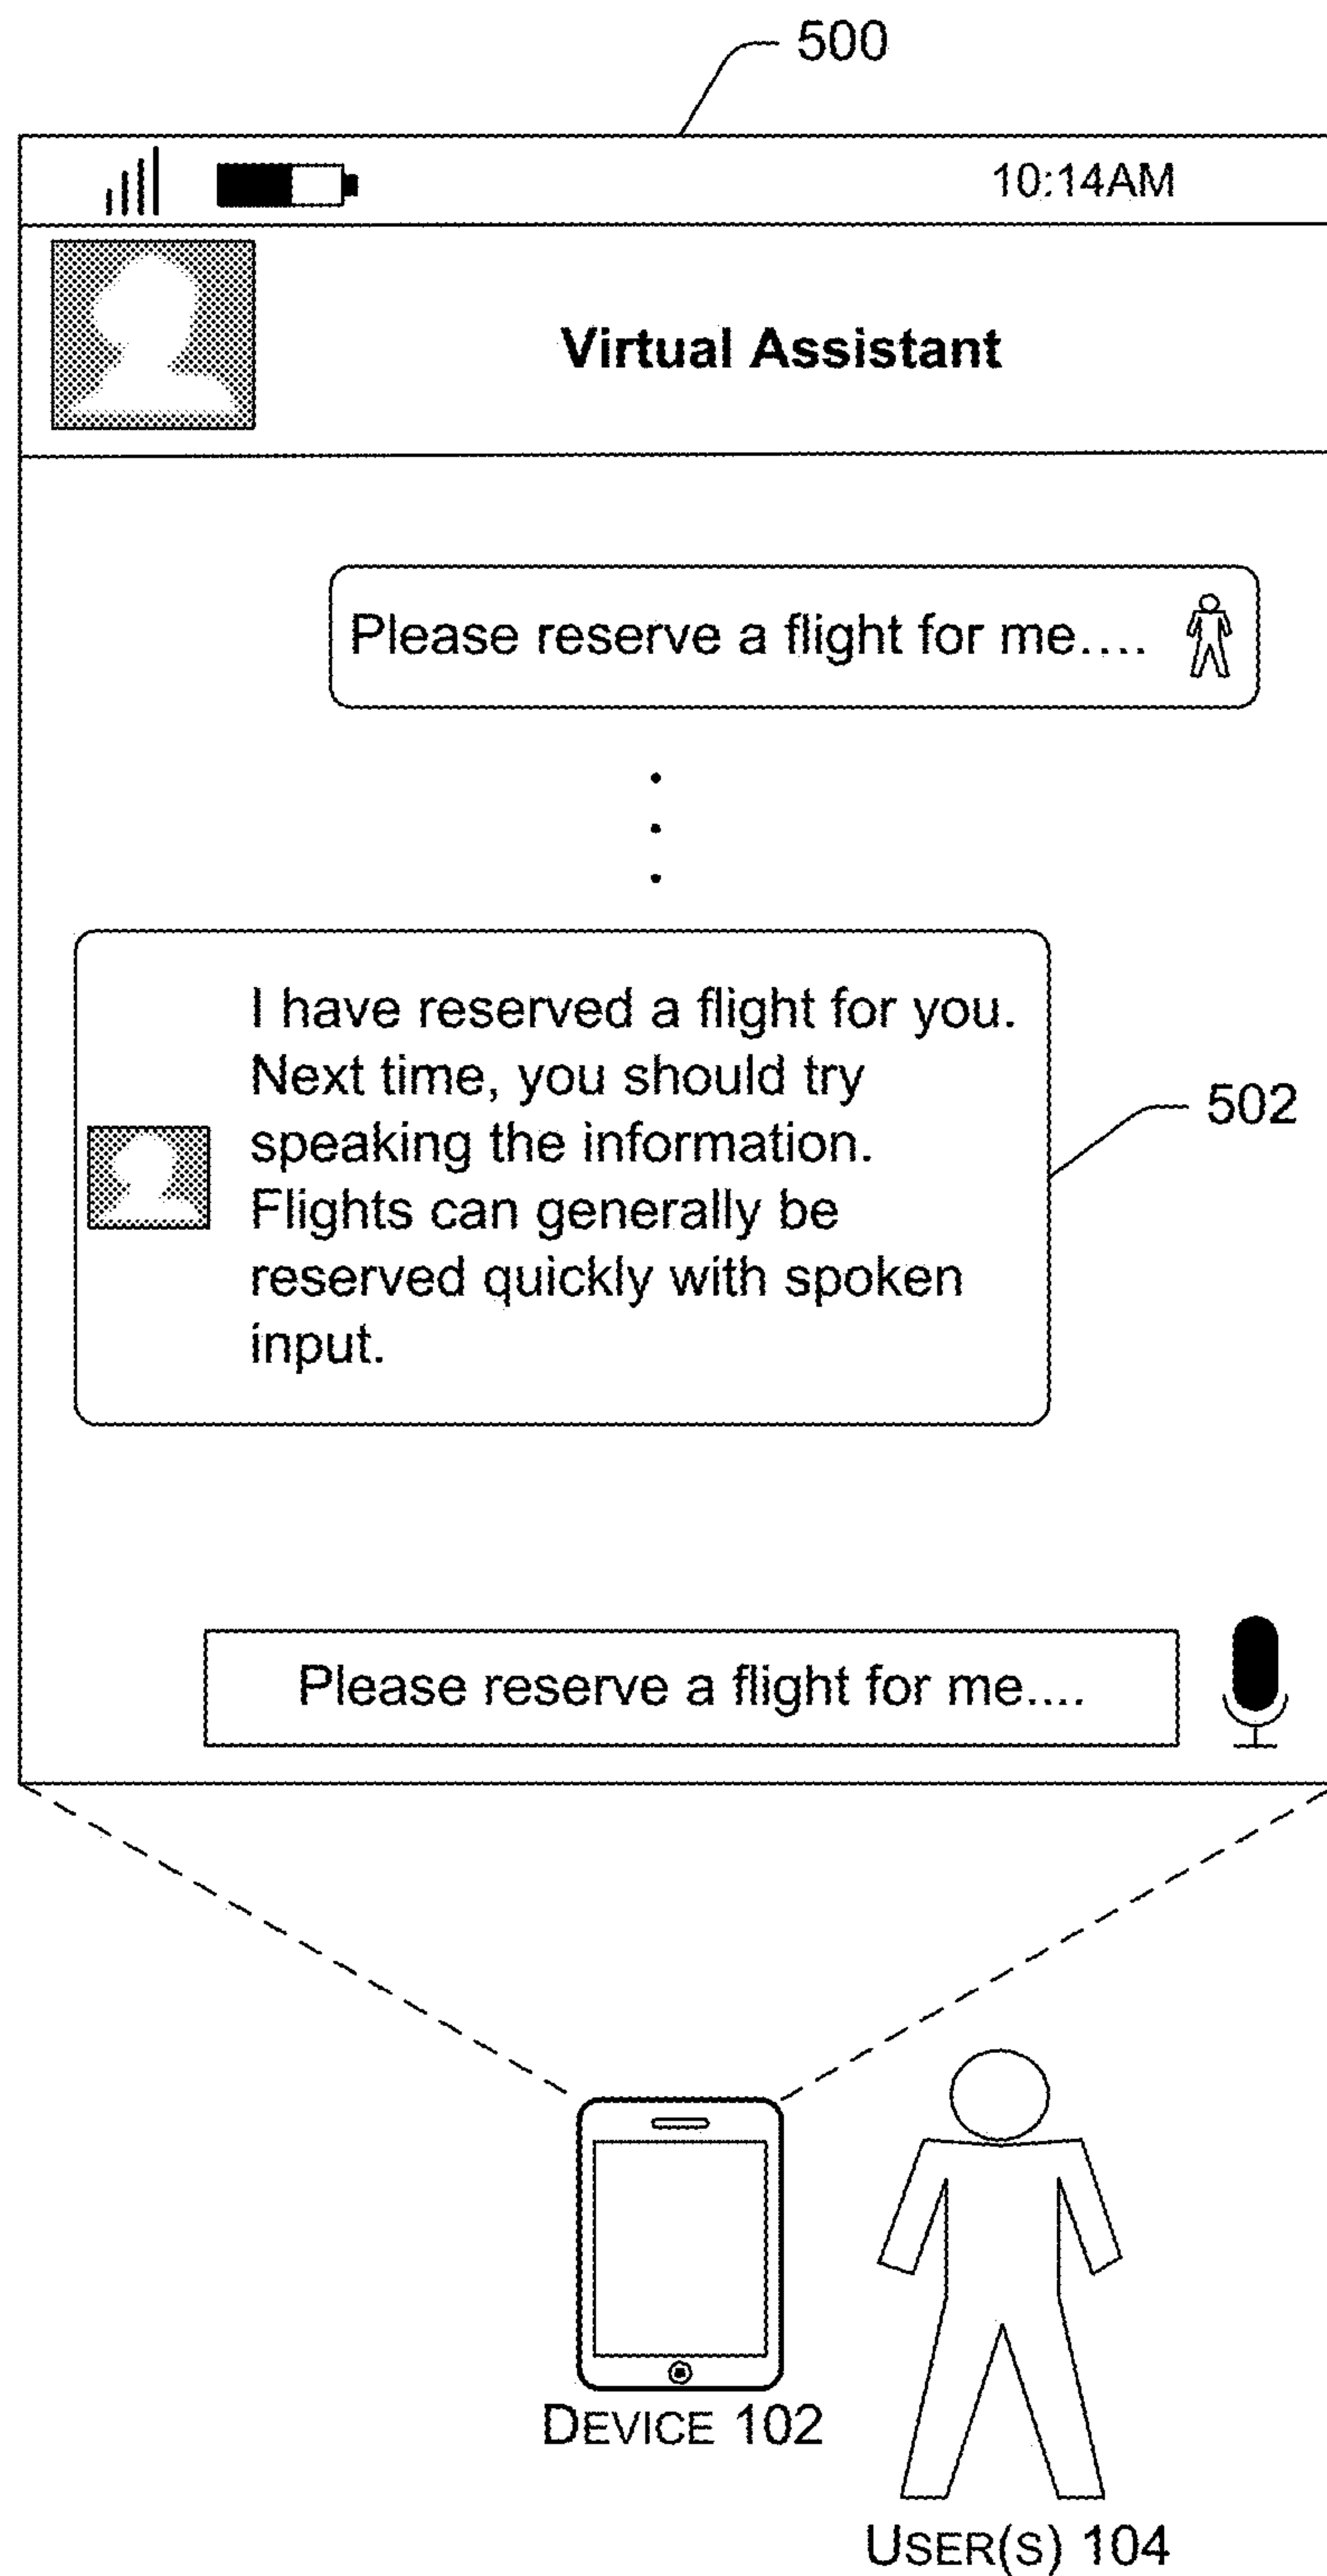 500
10:14AM
Virtual Assistant
Please reserve a flight for me....
I have reserved a flight for you.
Next time, you should try
speaking the information.
Flights can generally be
reserved quickly with spoken
input.
502
Please reserve a flight for me....
DEVICE 102
USER(S) 104